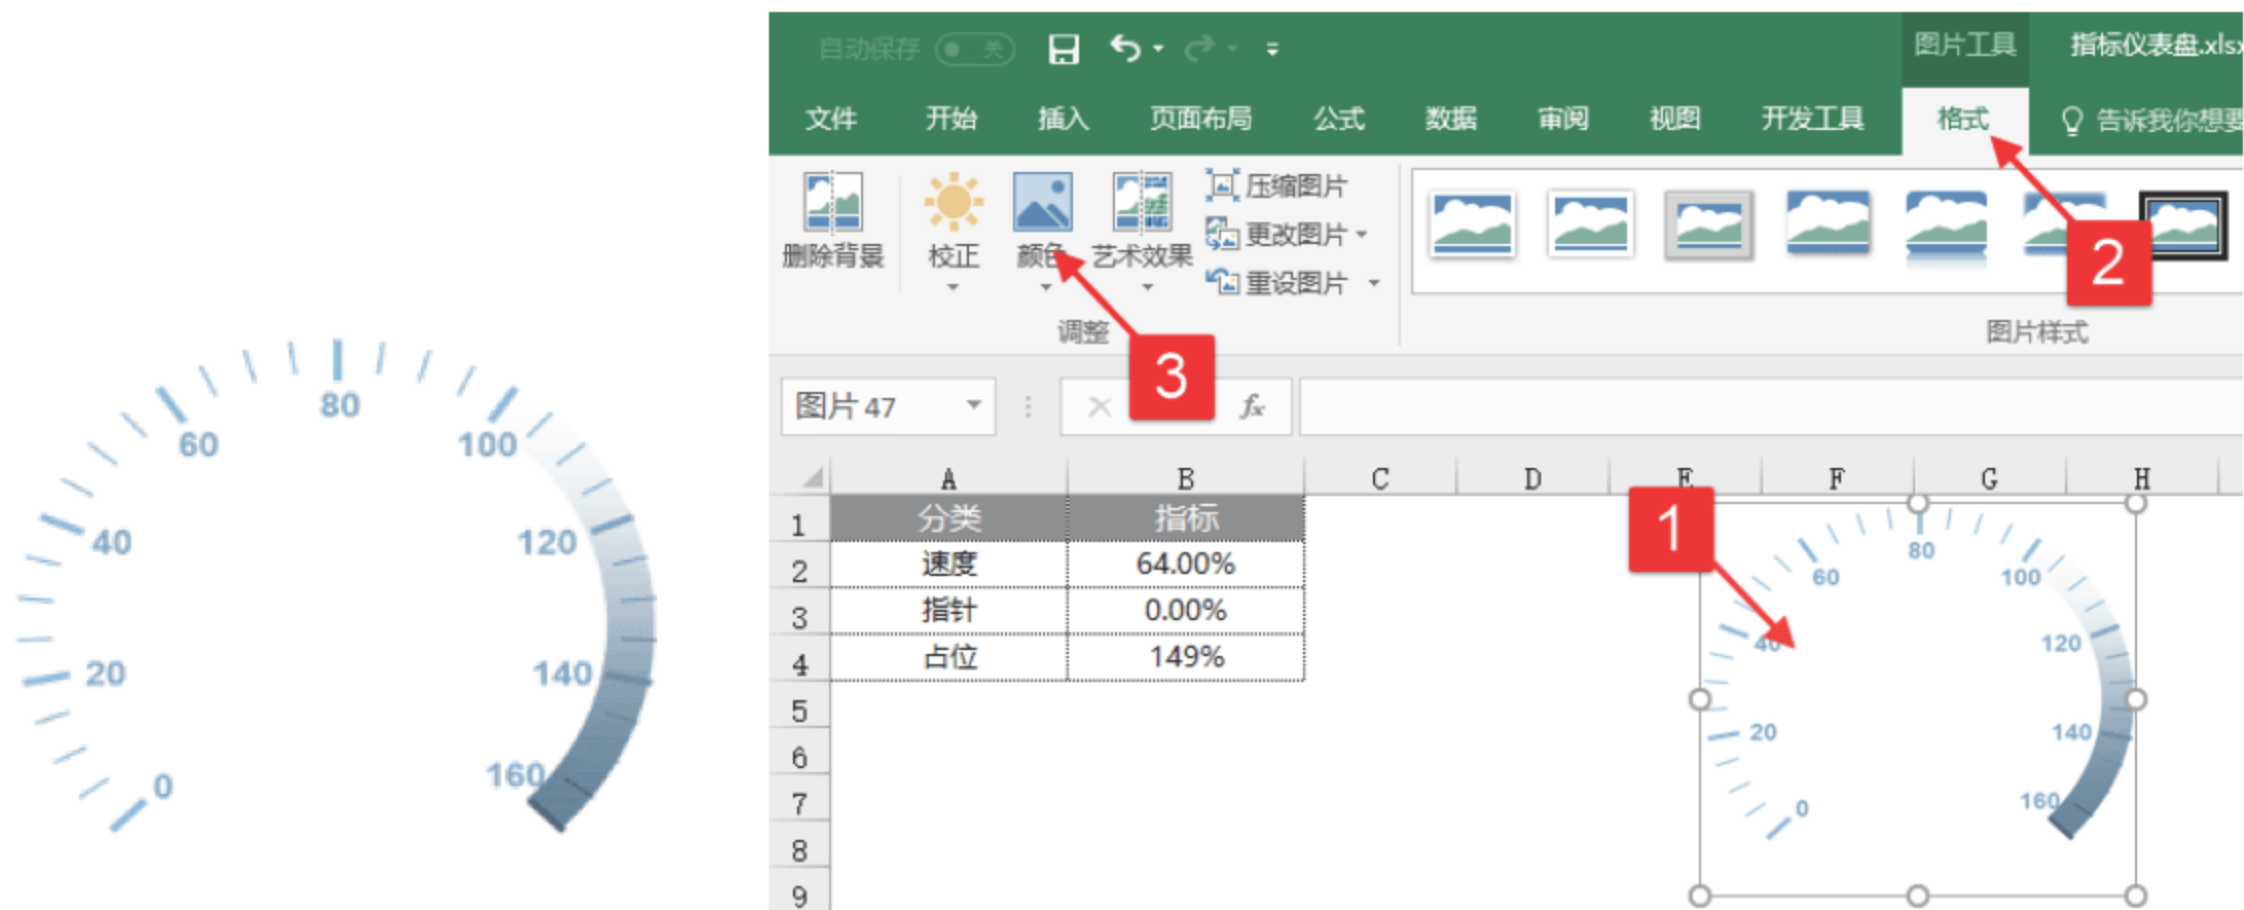 80
60
100
40
120
20
140
0
160
自动保存 关
图片工具
指标仪表盘.xlsx
文件 开始 插入 页面布局 公式 数据 审阅 视图 开发工具 格式 告诉我你想要
删除背景 校正 颜色 艺术效果
压缩图片
更改图片
重设图片
调整
图片样式
2
3
图片 47
fx
A B C D E F G H
1 分类 指标
2 速度 64.00%
3 指针 0.00%
4 占位 149%
5
6
7
8
9
1
80
60
100
40
120
20
140
0
160